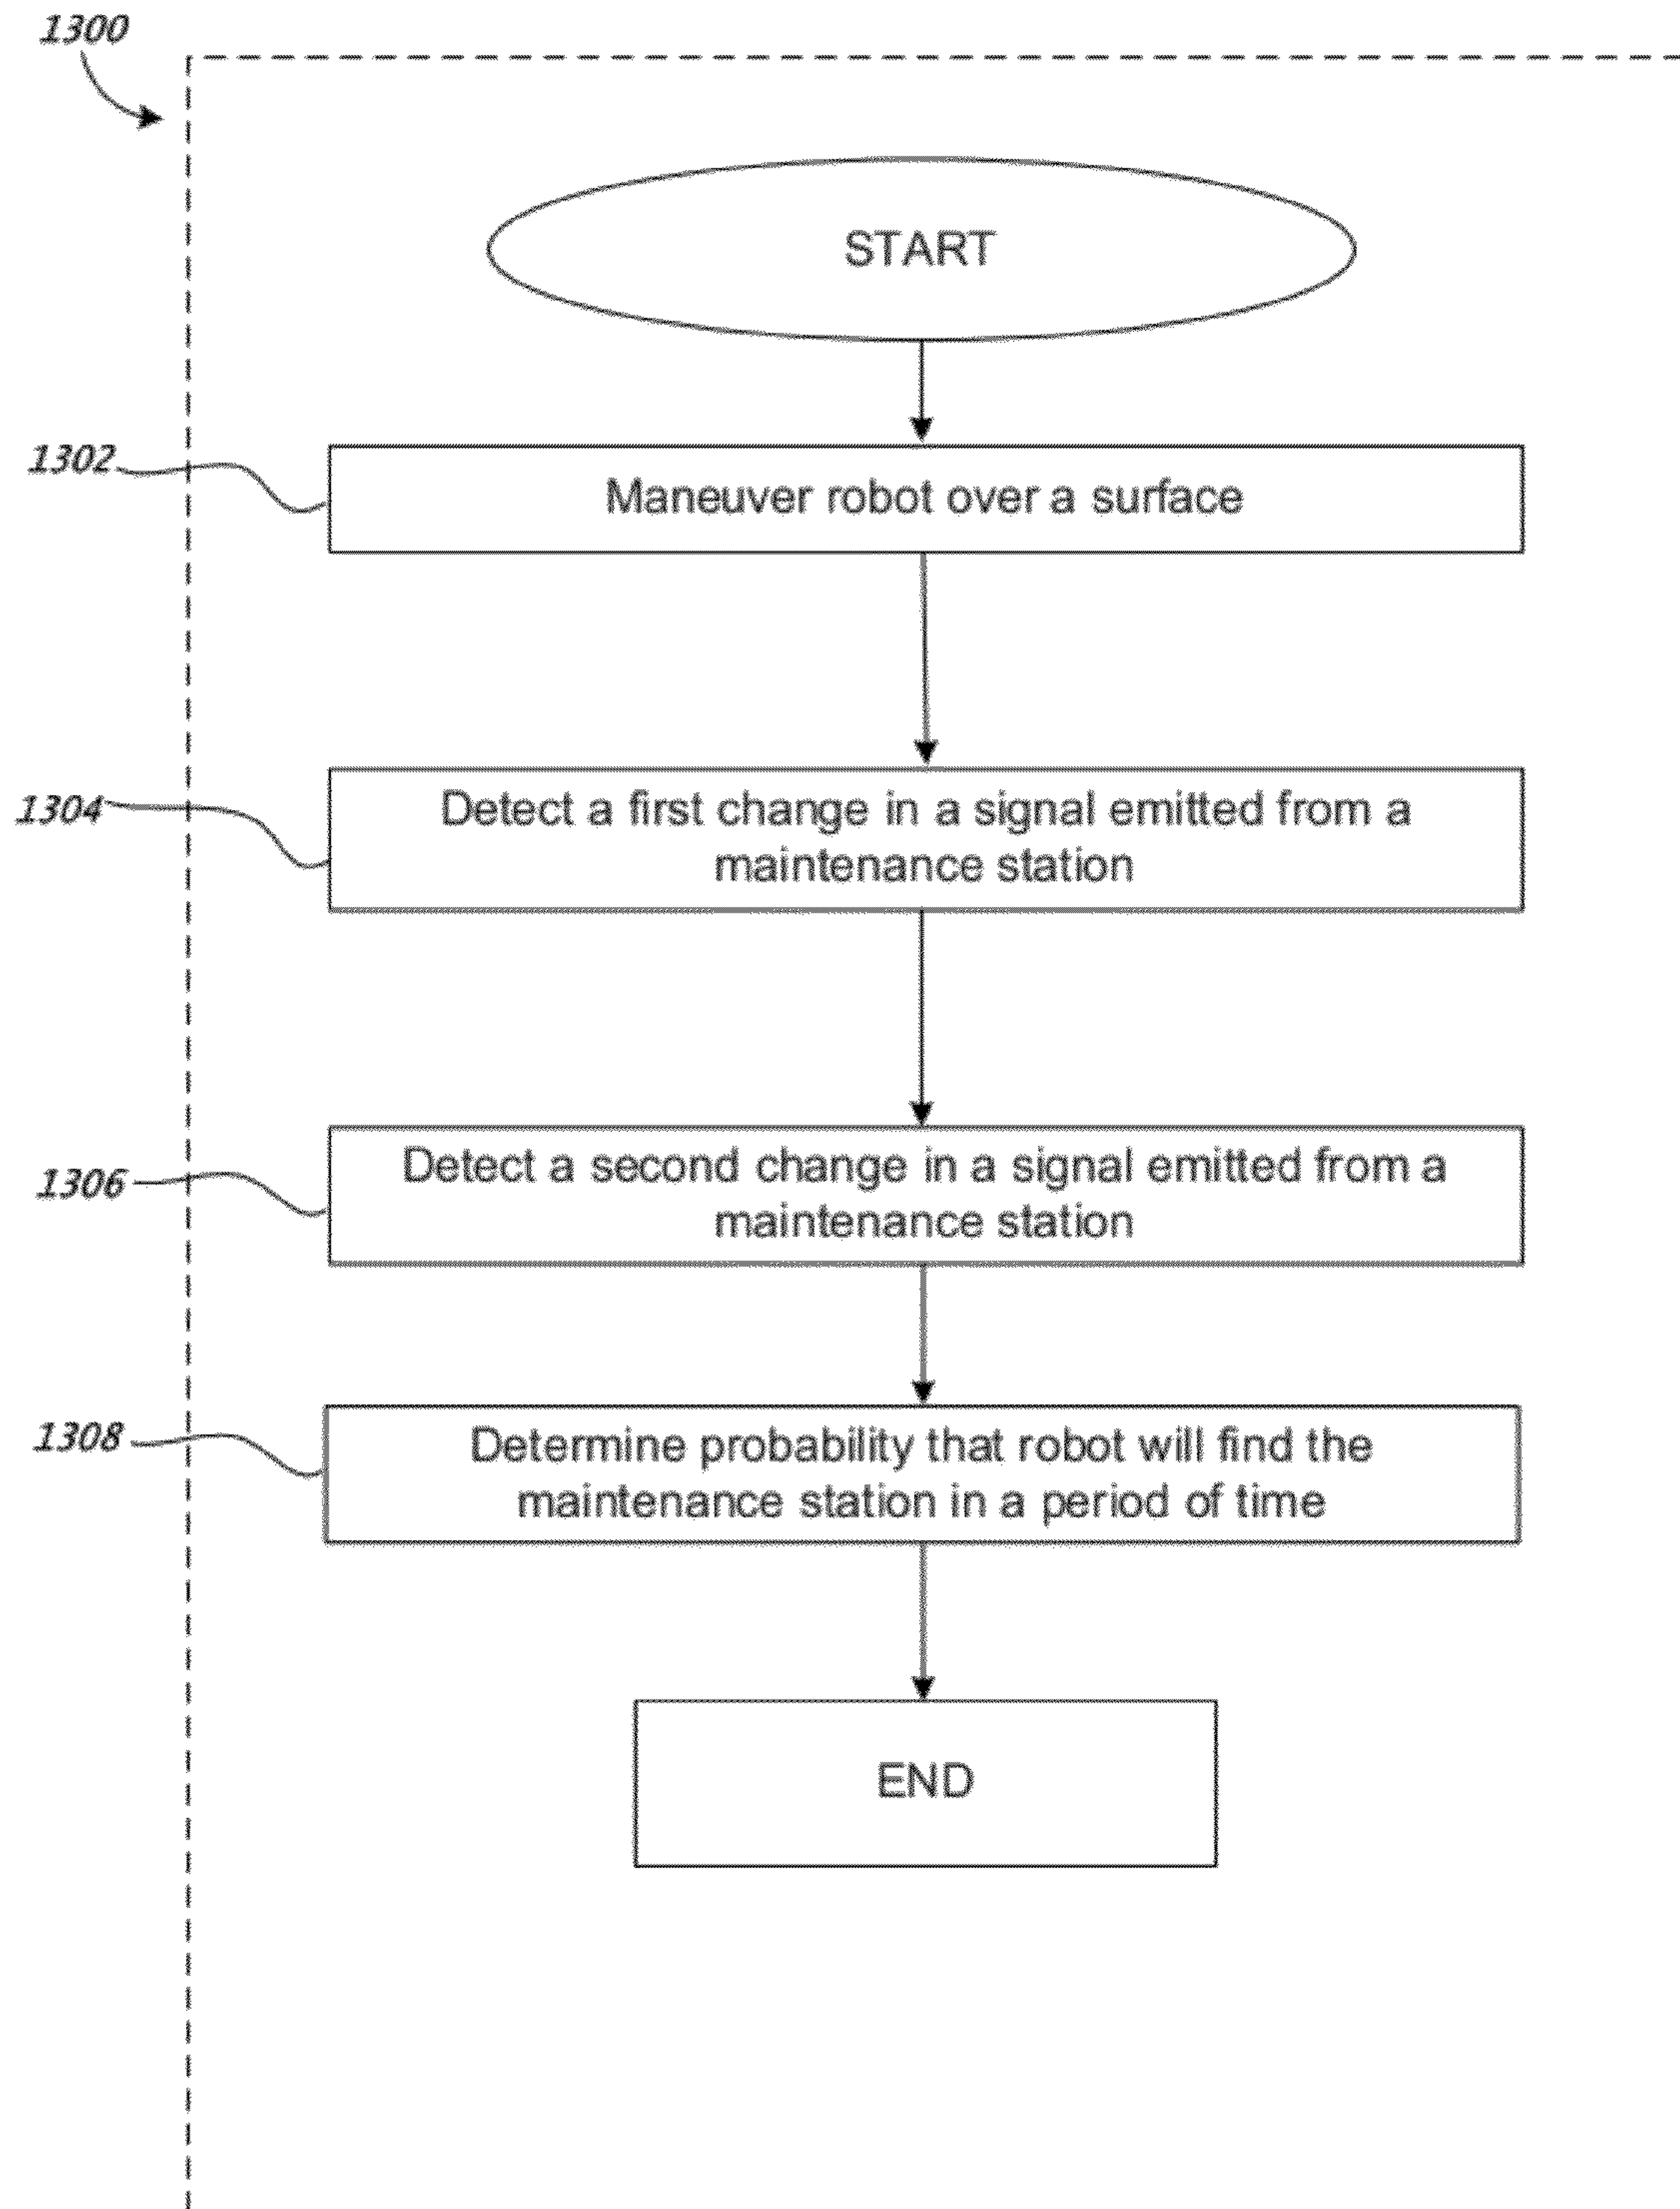 1300
START
1302
Maneuver robot over a surface
1304
Detect a first change in a signal emitted from a
maintenance station
1306
Detect a second change in a signal emitted from a
maintenance station
1308
Determine probability that robot will find the
maintenance station in a period of time
END